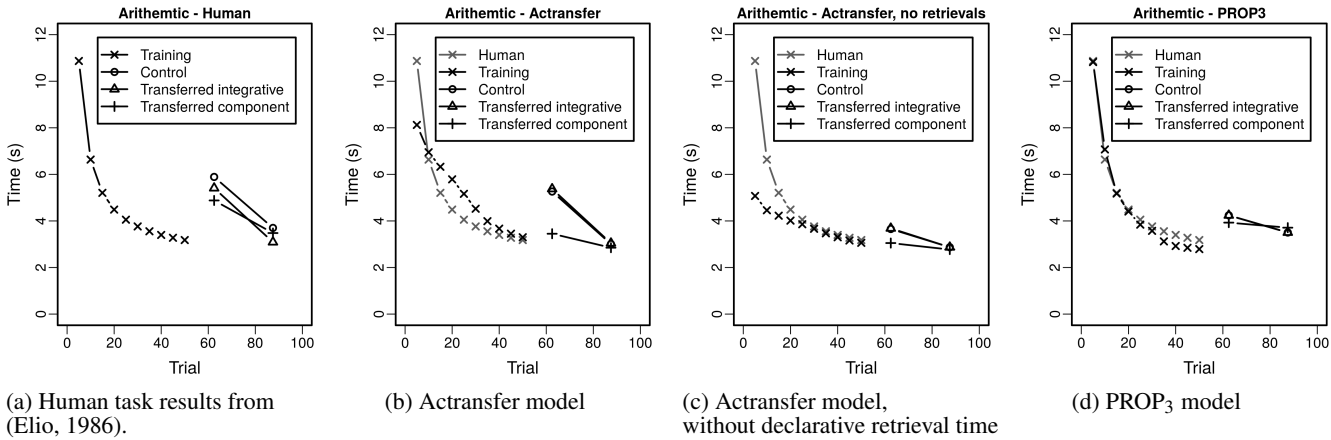 Arithemtic - Human
Time (s)
0 2 4 6 8 10 12
Training
Control
Transferred integrative
Transferred component
0 20 40 60 80 100
Trial
(a) Human task results from
(Elio, 1986).
Arithemtic - Actransfer
Time (s)
0 2 4 6 8 10 12
Human
Training
Control
Transferred integrative
Transferred component
0 20 40 60 80 100
Trial
(b) Actransfer model
Arithemtic - Actransfer, no retrievals
Time (s)
0 2 4 6 8 10 12
Human
Training
Control
Transferred integrative
Transferred component
0 20 40 60 80 100
Trial
(c) Actransfer model,
without declarative retrieval time
Arithemtic - PROP3
Time (s)
0 2 4 6 8 10 12
Human
Training
Control
Transferred integrative
Transferred component
0 20 40 60 80 100
Trial
(d) PROP₃ model